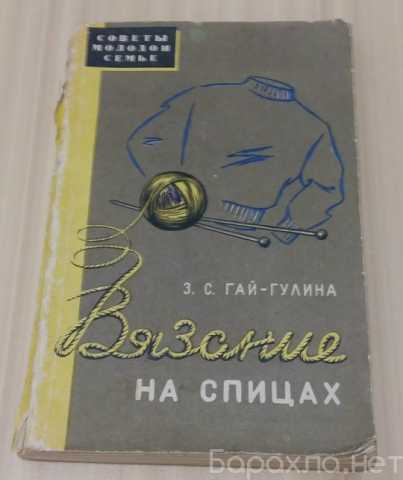 СОВЕТЫ
МОЛОДОЙ
СЕМЬЕ
З. С. ГАЙ-ГУЛИНА
Вязание
НА СПИЦАХ
Барахло.нет